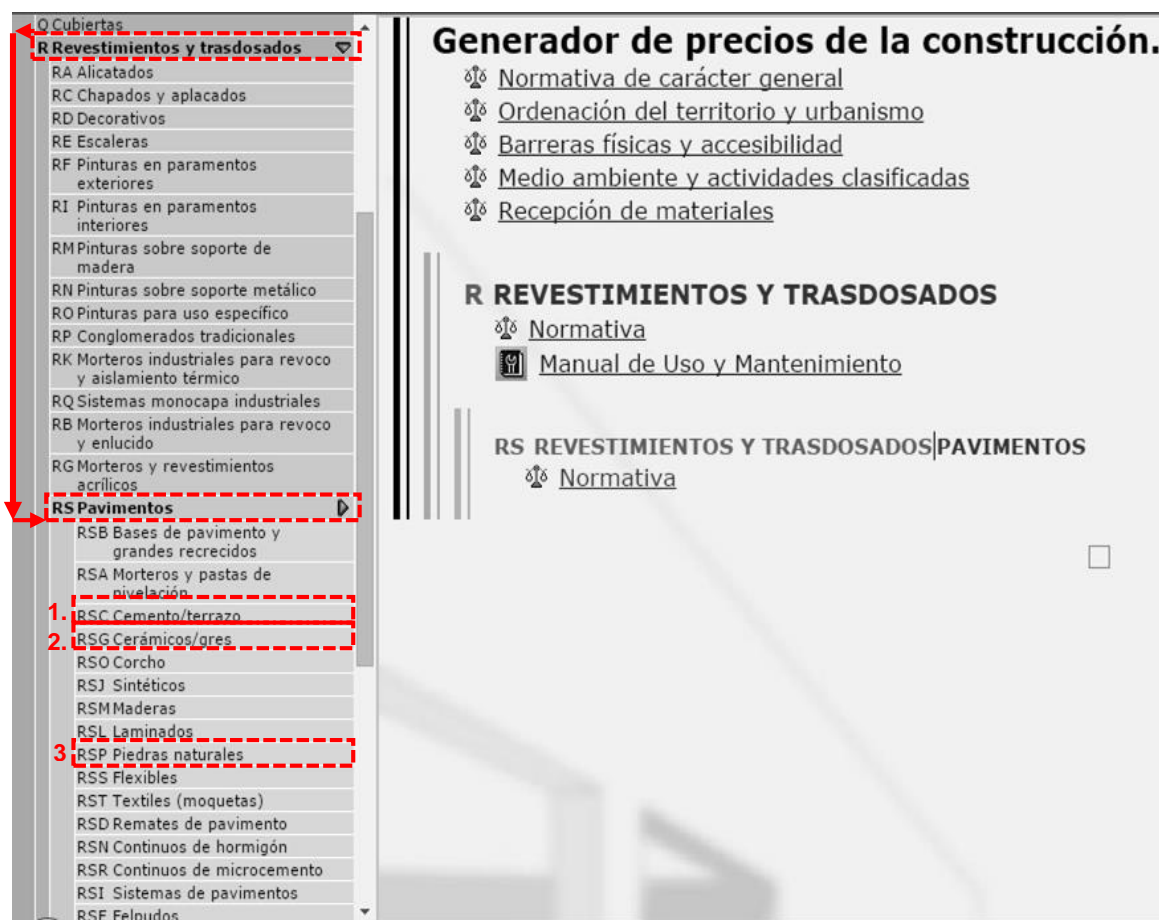 Q Cubiertas
R Revestimientos y trasdosados
RA Alicatados
RC Chapados y aplacados
RD Decorativos
RE Escaleras
RF Pinturas en paramentos
exteriores
RI Pinturas en paramentos
interiores
RM Pinturas sobre soporte de
madera
RN Pinturas sobre soporte metálico
RO Pinturas para uso específico
RP Conglomerados tradicionales
RK Morteros industriales para revoco
y aislamiento térmico
RQ Sistemas monocapa industriales
RB Morteros industriales para revoco
y enlucido
RG Morteros y revestimientos
acrílicos
RS Pavimentos
RSB Bases de pavimento y
grandes recrecidos
RSA Morteros y pastas de
nivelación
1. RSC Cemento/terrazo
2. RSG Cerámicos/gres
RSO Corcho
RSJ Sintéticos
RSM Maderas
RSL Laminados
3 RSP Piedras naturales
RSS Flexibles
RST Textiles (moquetas)
RSD Remates de pavimento
RSN Continuos de hormigón
RSR Continuos de microcemento
RSI Sistemas de pavimentos
RSF Felpudos
Generador de precios de la construcción.
Normativa de carácter general
Ordenación del territorio y urbanismo
Barreras físicas y accesibilidad
Medio ambiente y actividades clasificadas
Recepción de materiales
R REVESTIMIENTOS Y TRASDOSADOS
Normativa
Manual de Uso y Mantenimiento
RS REVESTIMIENTOS Y TRASDOSADOS|PAVIMENTOS
Normativa